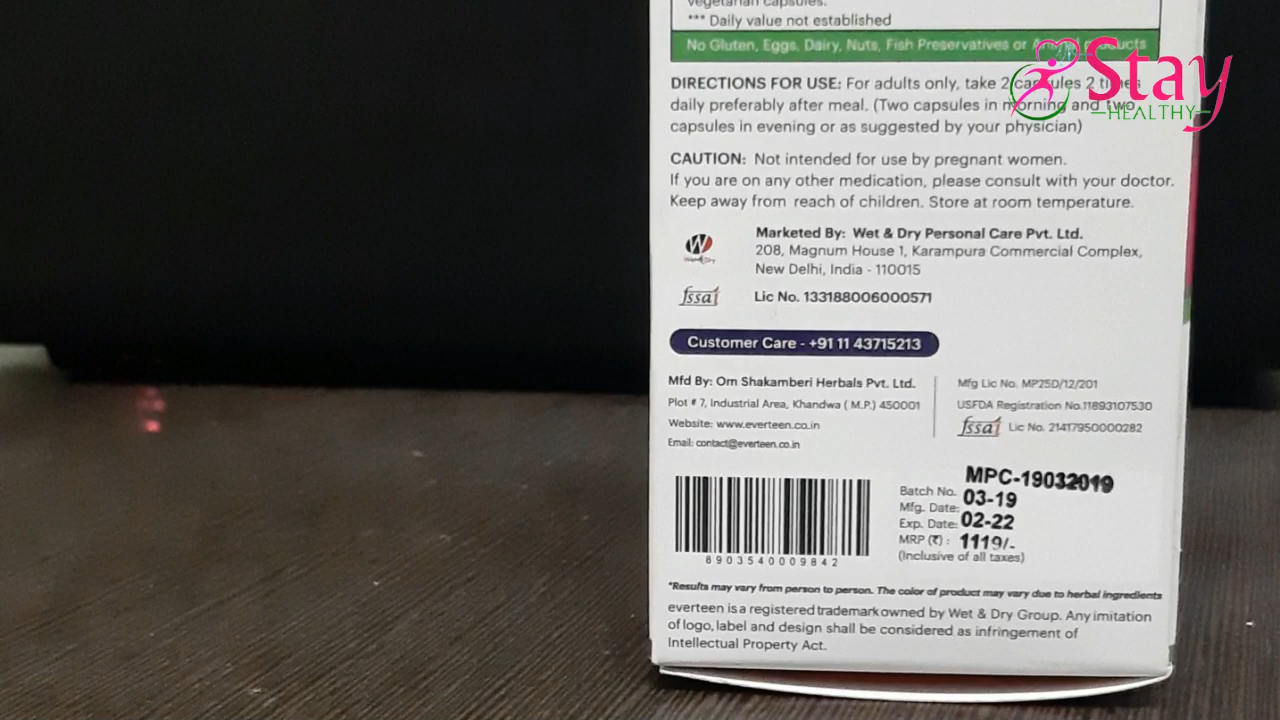 vegetarian capsules.
*** Daily value not established
No Gluten, Eggs, Dairy, Nuts, Fish Preservatives or Animal products
Stay
HEALTHY
DIRECTIONS FOR USE: For adults only, take 2 capsules 2 times
daily preferably after meal. (Two capsules in morning and two
capsules in evening or as suggested by your physician)
CAUTION: Not intended for use by pregnant women.
If you are on any other medication, please consult with your doctor.
Keep away from reach of children. Store at room temperature.
W
Wet & Dry
Marketed By: Wet & Dry Personal Care Pvt. Ltd.
208, Magnum House 1, Karampura Commercial Complex,
New Delhi, India - 110015
fssai
Lic No. 133188006000571
Customer Care - +91 11 43715213
Mfd By: Om Shakamberi Herbals Pvt. Ltd.
Plot # 7, Industrial Area, Khandwa ( M.P.) 450001
Website: www.everteen.co.in
Email: contact@everteen.co.in
Mfg Lic No. MP25D/12/201
USFDA Registration No.11893107530
fssai Lic No. 21417950000282
8903540009842
Batch No. MPC-19032019
Mfg. Date: 03-19
Exp. Date: 02-22
MRP (₹) : 1119/-
(Inclusive of all taxes)
*Results may vary from person to person. The color of product may vary due to herbal ingredients
everteen is a registered trademark owned by Wet & Dry Group. Any imitation
of logo, label and design shall be considered as infringement of
Intellectual Property Act.